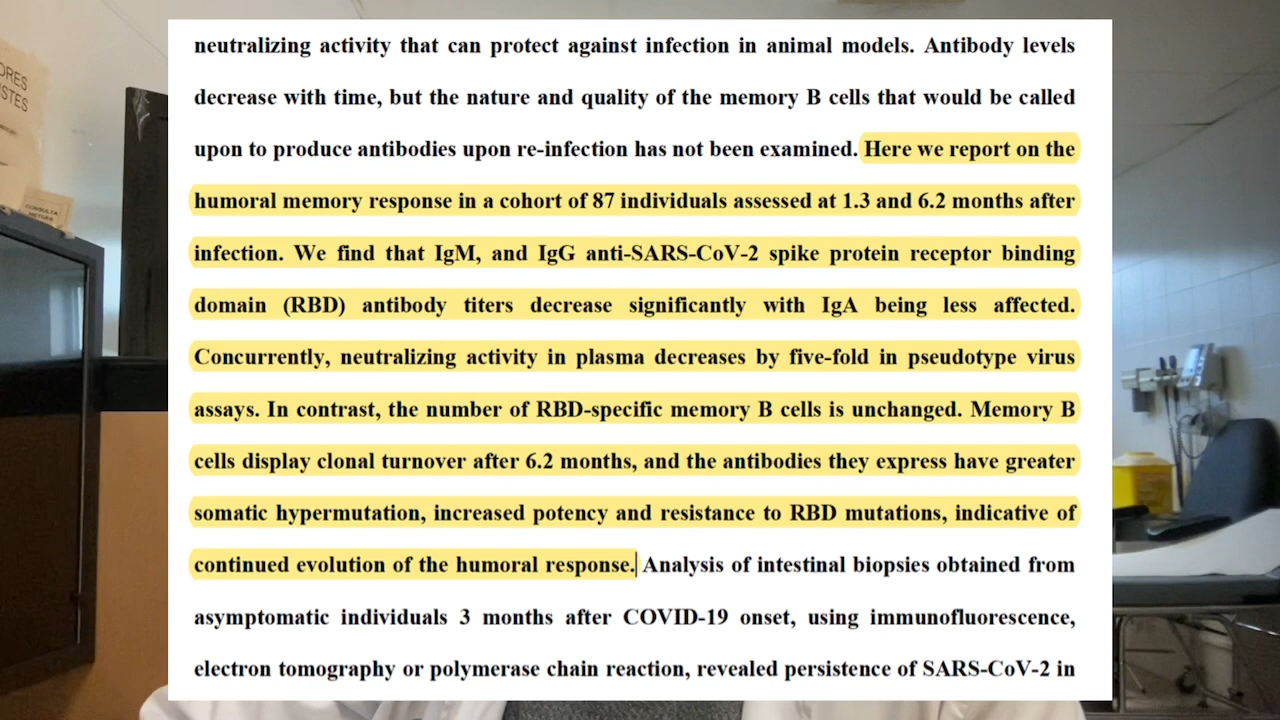 ORES
STES
CONSULTA
neutralizing activity that can protect against infection in animal models. Antibody levels
decrease with time, but the nature and quality of the memory B cells that would be called
upon to produce antibodies upon re-infection has not been examined. Here we report on the
humoral memory response in a cohort of 87 individuals assessed at 1.3 and 6.2 months after
infection. We find that IgM, and IgG anti-SARS-CoV-2 spike protein receptor binding
domain (RBD) antibody titers decrease significantly with IgA being less affected.
Concurrently, neutralizing activity in plasma decreases by five-fold in pseudotype virus
assays. In contrast, the number of RBD-specific memory B cells is unchanged. Memory B
cells display clonal turnover after 6.2 months, and the antibodies they express have greater
somatic hypermutation, increased potency and resistance to RBD mutations, indicative of
continued evolution of the humoral response. Analysis of intestinal biopsies obtained from
asymptomatic individuals 3 months after COVID-19 onset, using immunofluorescence,
electron tomography or polymerase chain reaction, revealed persistence of SARS-CoV-2 in